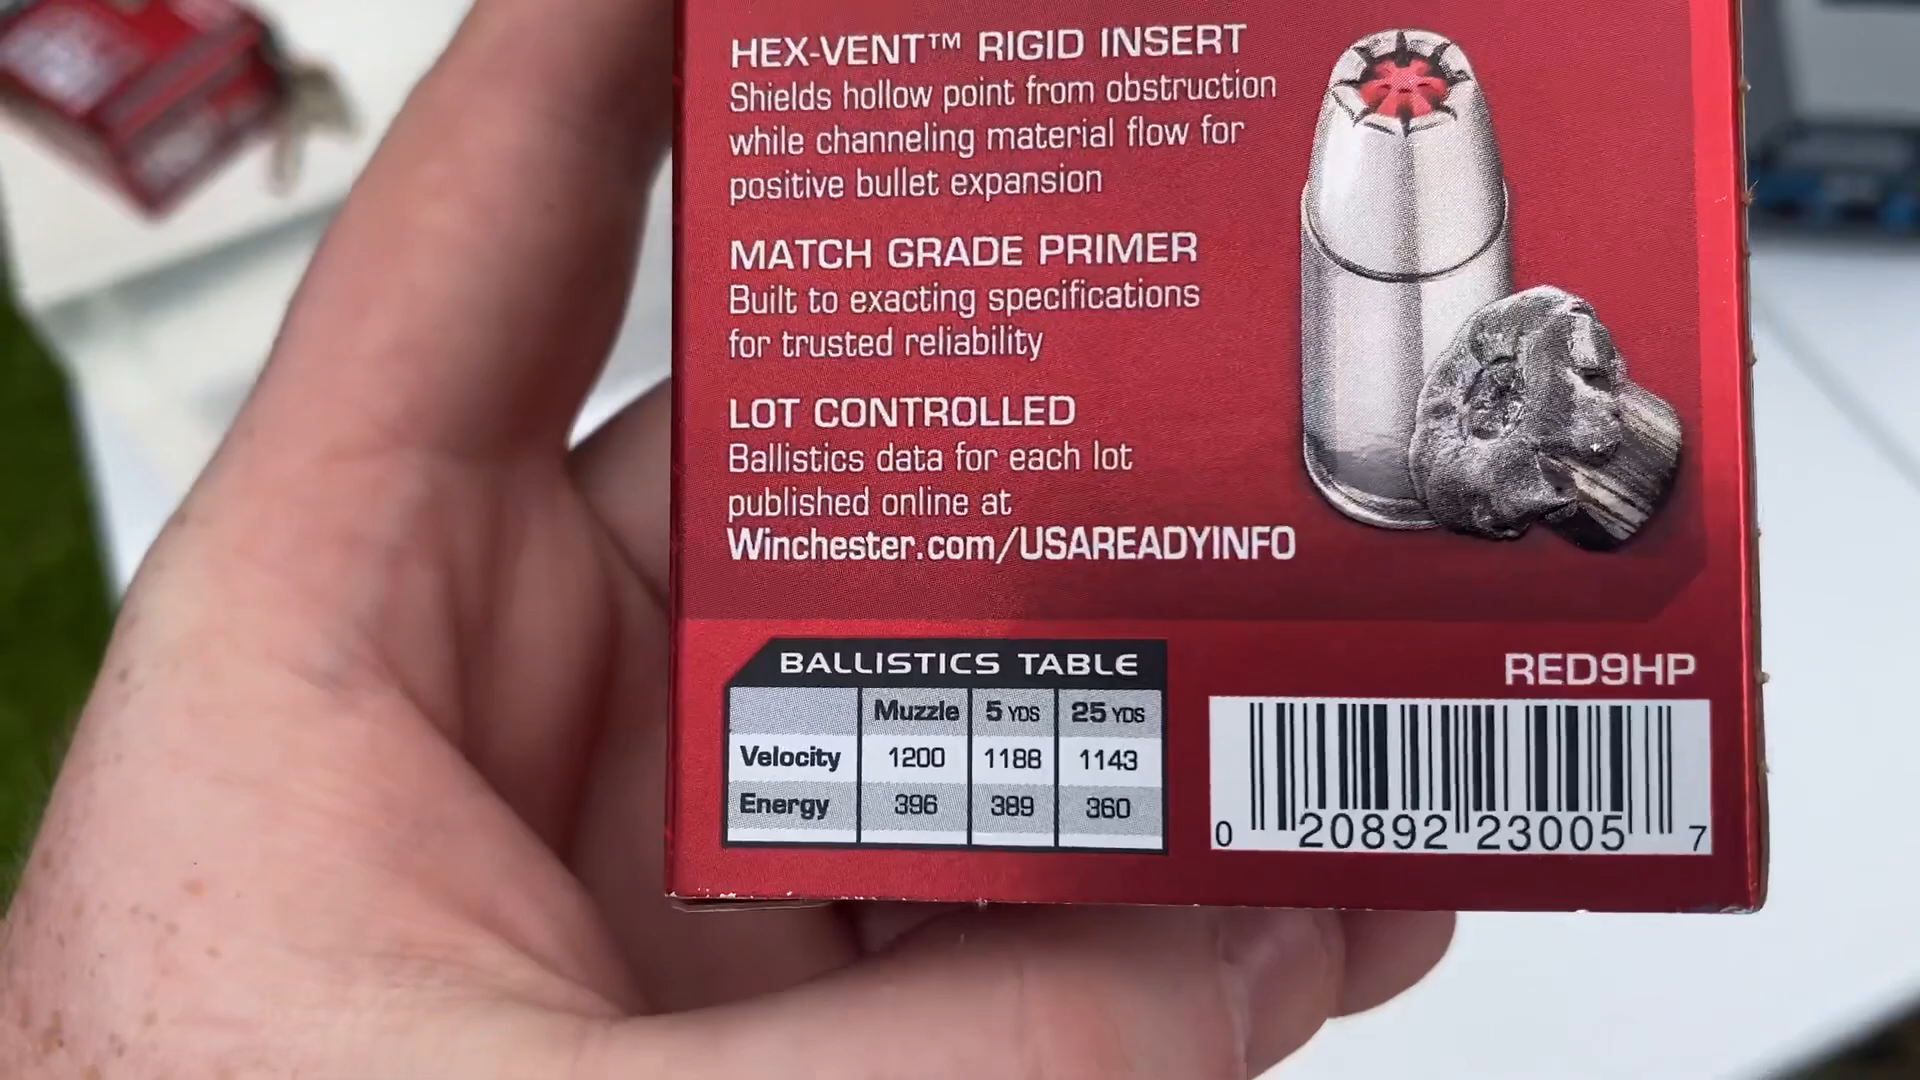 HEX-VENT™ RIGID INSERT
Shields hollow point from obstruction
while channeling material flow for
positive bullet expansion
MATCH GRADE PRIMER
Built to exacting specifications
for trusted reliability
LOT CONTROLLED
Ballistics data for each lot
published online at
Winchester.com/USAREADYINFO
BALLISTICS TABLE
Muzzle 5 YDS 25 YDS
Velocity 1200 1188 1143
Energy 396 389 360
RED9HP
0 20892 23005 7